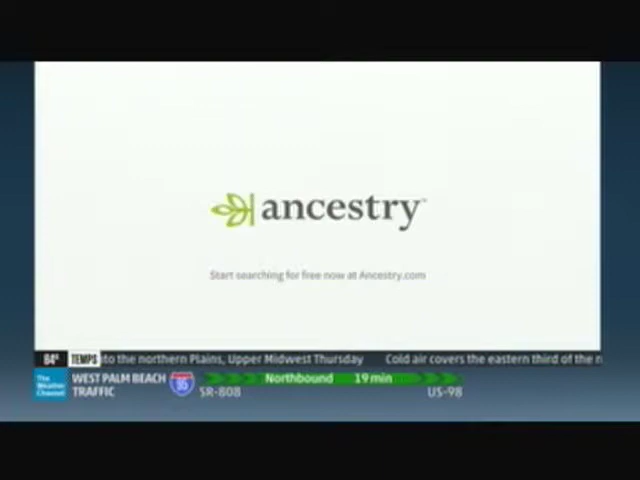 ancestry™
Start searching for free now at Ancestry.com
84° TEMPS to the northern Plains, Upper Midwest Thursday Cold air covers the eastern third of the n
The Weather Channel
WEST PALM BEACH TRAFFIC
95
Northbound 19 min
SR-808 US-98